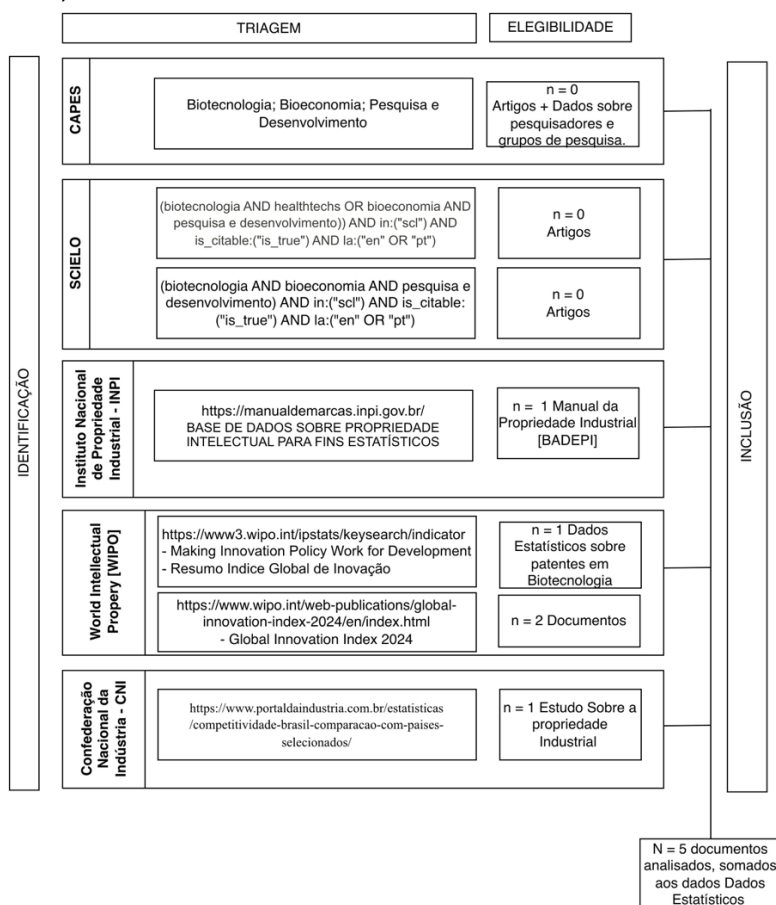 TRIAGEM
ELEGIBILIDADE
IDENTIFICAÇÃO
CAPES
Biotecnologia; Bioeconomia; Pesquisa e
Desenvolvimento
n = 0
Artigos + Dados sobre
pesquisadores e
grupos de pesquisa.
SCIELO
(biotecnologia AND healthtechs OR bioeconomia AND
pesquisa e desenvolvimento)) AND in:("scl") AND
is_citable:("is_true") AND la:("en" OR "pt")
n = 0
Artigos
(biotecnologia AND bioeconomia AND pesquisa e
desenvolvimento) AND in:("scl") AND is_citable:
("is_true") AND la:("en" OR "pt")
n = 0
Artigos
Instituto Nacional
de Propriedade
Industrial - INPI
https://manualdemarcas.inpi.gov.br/
BASE DE DADOS SOBRE PROPRIEDADE
INTELECTUAL PARA FINS ESTATÍSTICOS
n = 1 Manual da
Propriedade Industrial
[BADEPI]
World Intellectual
Propery [WIPO]
https://www3.wipo.int/ipstats/keysearch/indicator
- Making Innovation Policy Work for Development
- Resumo Indice Global de Inovação
n = 1 Dados
Estatísticos sobre
patentes em
Biotecnologia
https://www.wipo.int/web-publications/global-
innovation-index-2024/en/index.html
- Global Innovation Index 2024
n = 2 Documentos
Confederação
Nacional da
Indústria - CNI
https://www.portaldaindustria.com.br/estatisticas
/competitividade-brasil-comparacao-com-paises-
selecionados/
n = 1 Estudo Sobre a
propriedade
Industrial
INCLUSÃO
N = 5 documentos
analisados, somados
aos dados Dados
Estatísticos